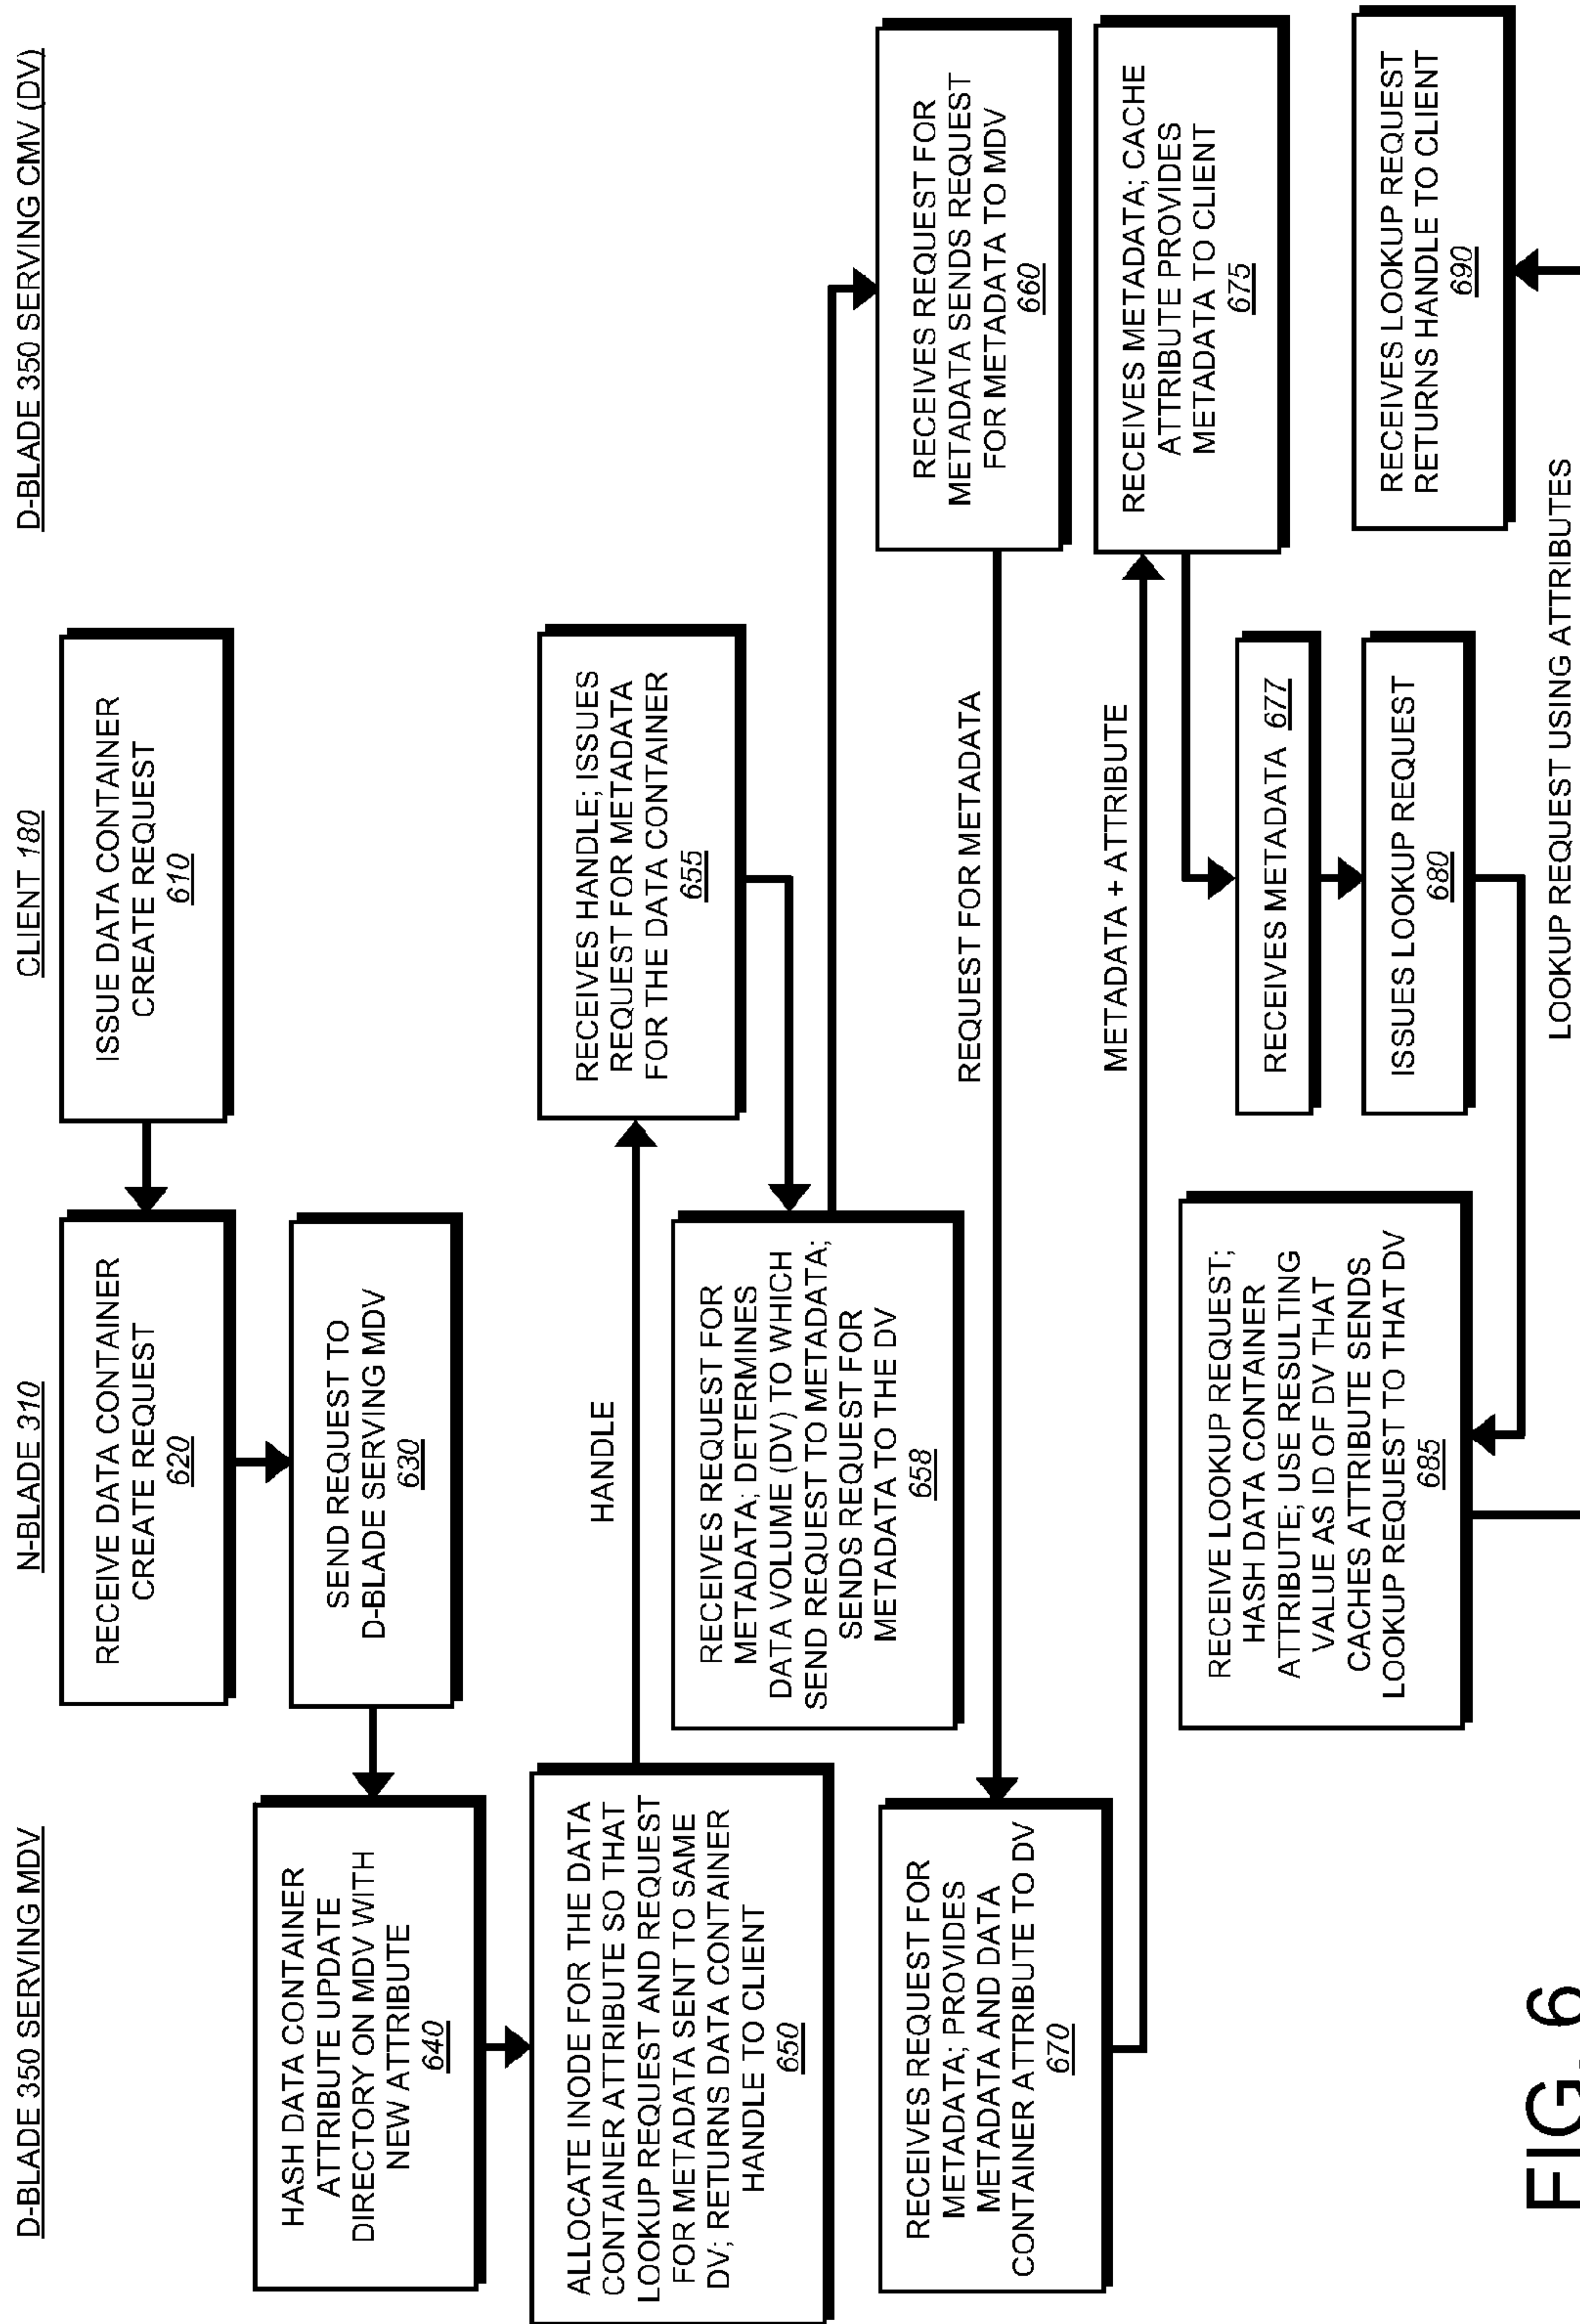 D-BLADE 350 SERVING MDV
N-BLADE 310
CLIENT 180
D-BLADE 350 SERVING CMV (DV)
ISSUE DATA CONTAINER
CREATE REQUEST
610
RECEIVE DATA CONTAINER
CREATE REQUEST
620
SEND REQUEST TO
D-BLADE SERVING MDV
630
HASH DATA CONTAINER
ATTRIBUTE UPDATE
DIRECTORY ON MDV WITH
NEW ATTRIBUTE
640
ALLOCATE INODE FOR THE DATA
CONTAINER ATTRIBUTE SO THAT
LOOKUP REQUEST AND REQUEST
FOR METADATA SENT TO SAME
DV; RETURNS DATA CONTAINER
HANDLE TO CLIENT
650
HANDLE
RECEIVES HANDLE; ISSUES
REQUEST FOR METADATA
FOR THE DATA CONTAINER
655
RECEIVES REQUEST FOR
METADATA; DETERMINES
DATA VOLUME (DV) TO WHICH
SEND REQUEST TO METADATA;
SENDS REQUEST FOR
METADATA TO THE DV
658
RECEIVES REQUEST FOR
METADATA SENDS REQUEST
FOR METADATA TO MDV
660
REQUEST FOR METADATA
RECEIVES REQUEST FOR
METADATA; PROVIDES
METADATA AND DATA
CONTAINER ATTRIBUTE TO DV
670
METADATA + ATTRIBUTE
RECEIVES METADATA; CACHE
ATTRIBUTE PROVIDES
METADATA TO CLIENT
675
RECEIVES METADATA 677
ISSUES LOOKUP REQUEST
680
RECEIVE LOOKUP REQUEST;
HASH DATA CONTAINER
ATTRIBUTE; USE RESULTING
VALUE AS ID OF DV THAT
CACHES ATTRIBUTE SENDS
LOOKUP REQUEST TO THAT DV
685
LOOKUP REQUEST USING ATTRIBUTES
RECEIVES LOOKUP REQUEST
RETURNS HANDLE TO CLIENT
690
FIG. 6